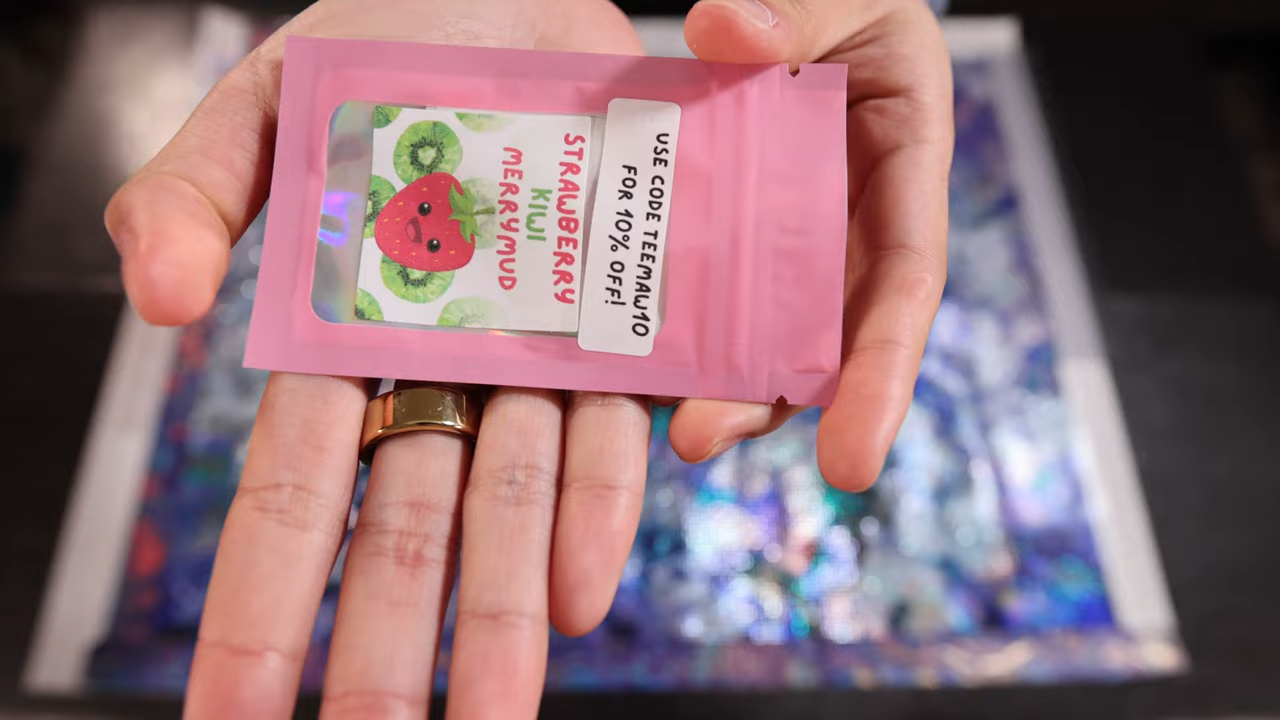 STRAWBERRY
KIWI
MERRYMUD
USE CODE TEEMAW10
FOR 10% OFF!